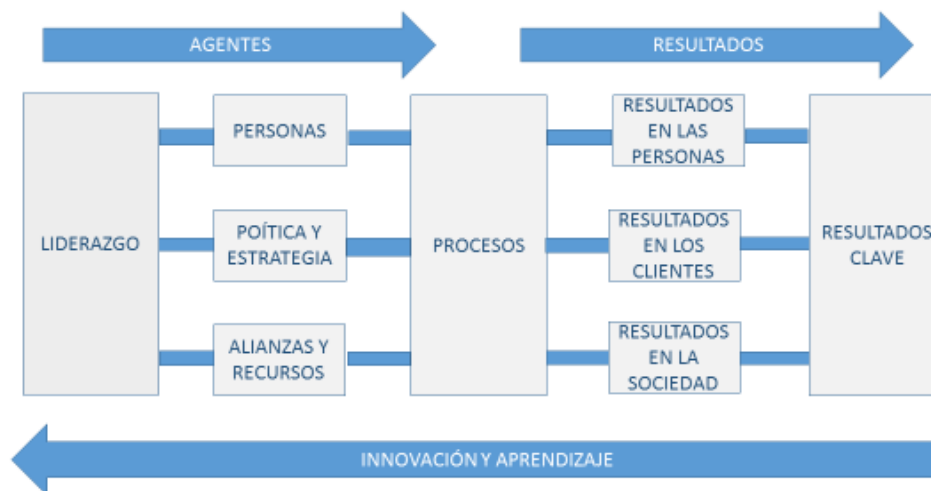 AGENTES
RESULTADOS
LIDERAZGO
PERSONAS
POÍTICA Y
ESTRATEGIA
ALIANZAS Y
RECURSOS
PROCESOS
RESULTADOS
EN LAS
PERSONAS
RESULTADOS
EN LOS
CLIENTES
RESULTADOS
EN LA
SOCIEDAD
RESULTADOS
CLAVE
INNOVACIÓN Y APRENDIZAJE